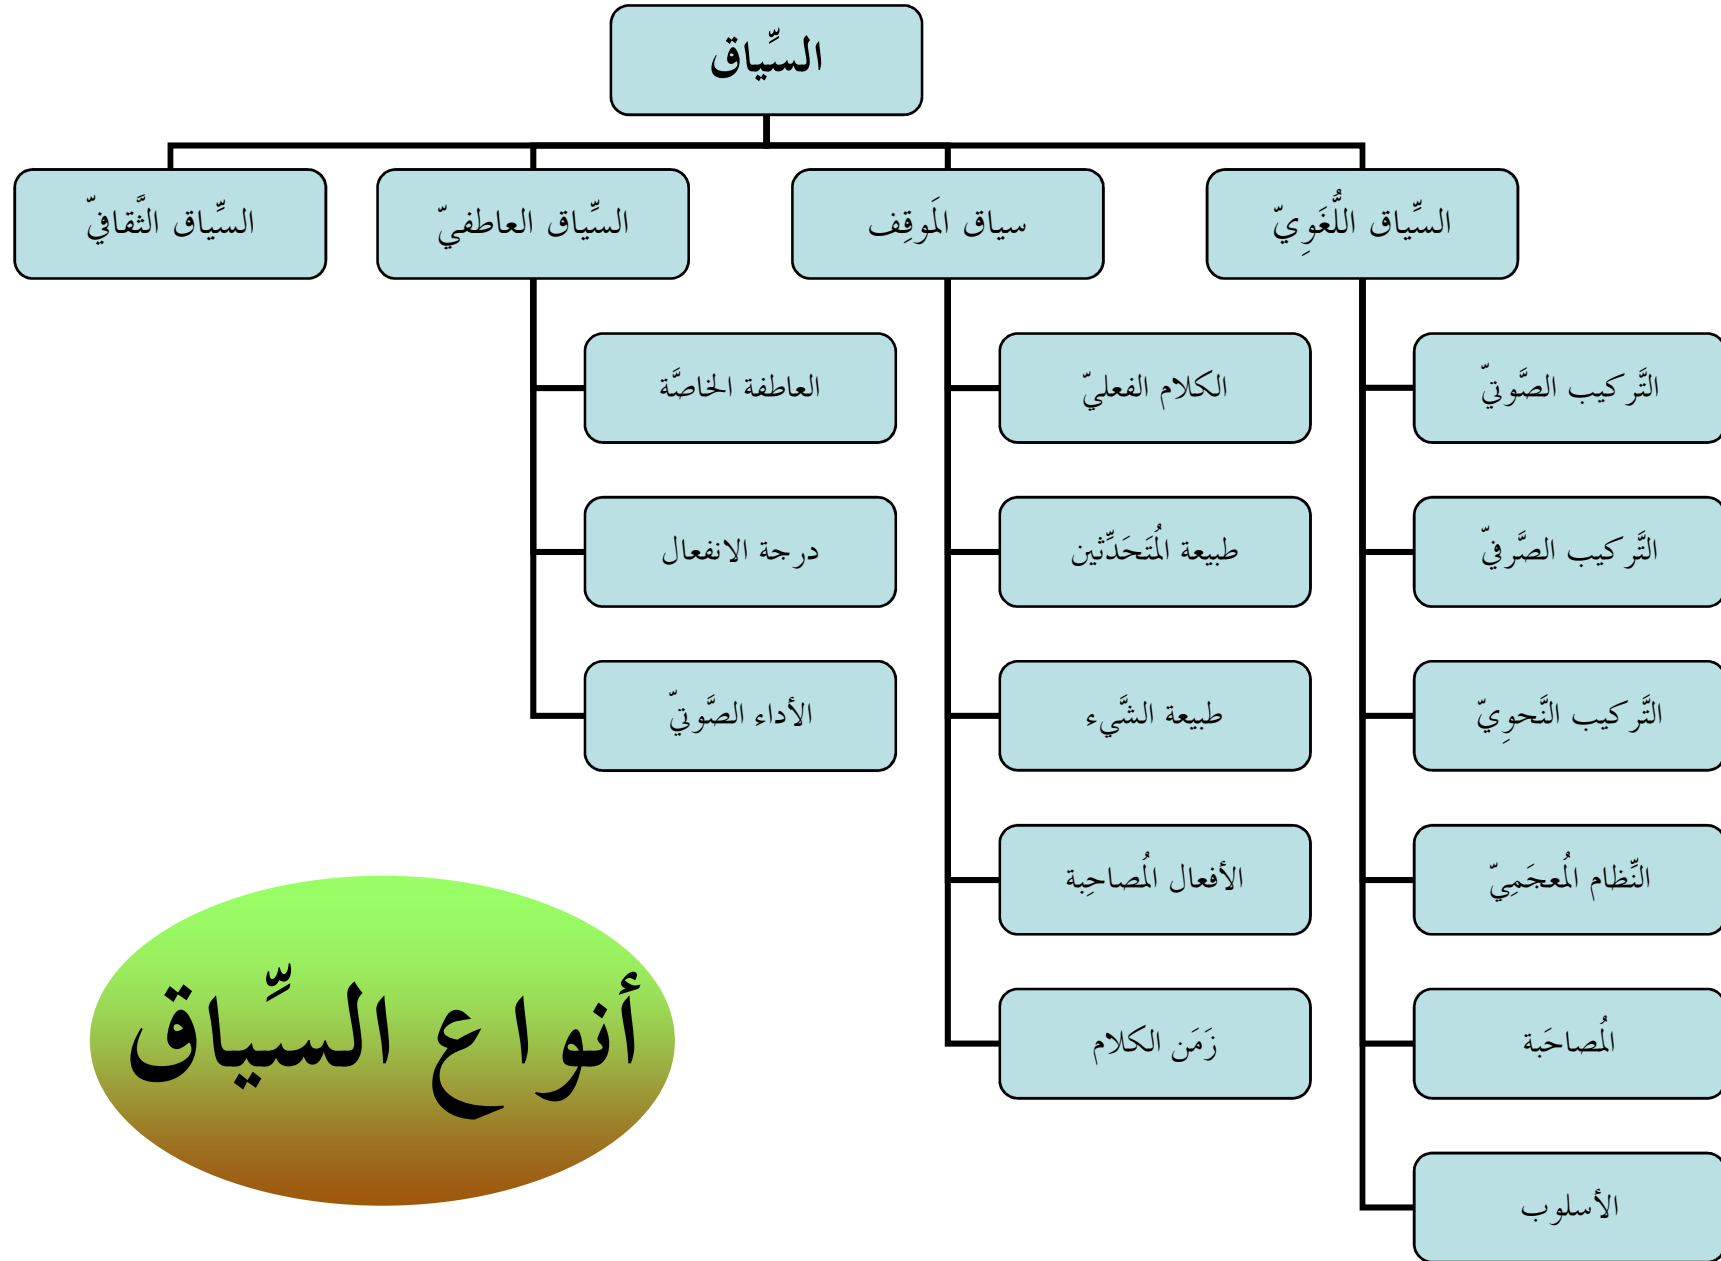 السِّياق
السِّياق اللُّغَوِيّ
سياق المَوقِف
السِّياق العاطفيّ
السِّياق الثَّقافيّ
التَّركيب الصَّوتيّ
التَّركيب الصَّرفيّ
التَّركيب النَّحوِيّ
النِّظام المُعجَمِيّ
المُصاحَبة
الأسلوب
الكلام الفعليّ
طبيعة المُتَحَدِّثين
طبيعة الشَّيء
الأفعال المُصاحِبة
زَمَن الكلام
العاطفة الخاصَّة
درجة الانفعال
الأداء الصَّوتيّ
أنواع السِّياق